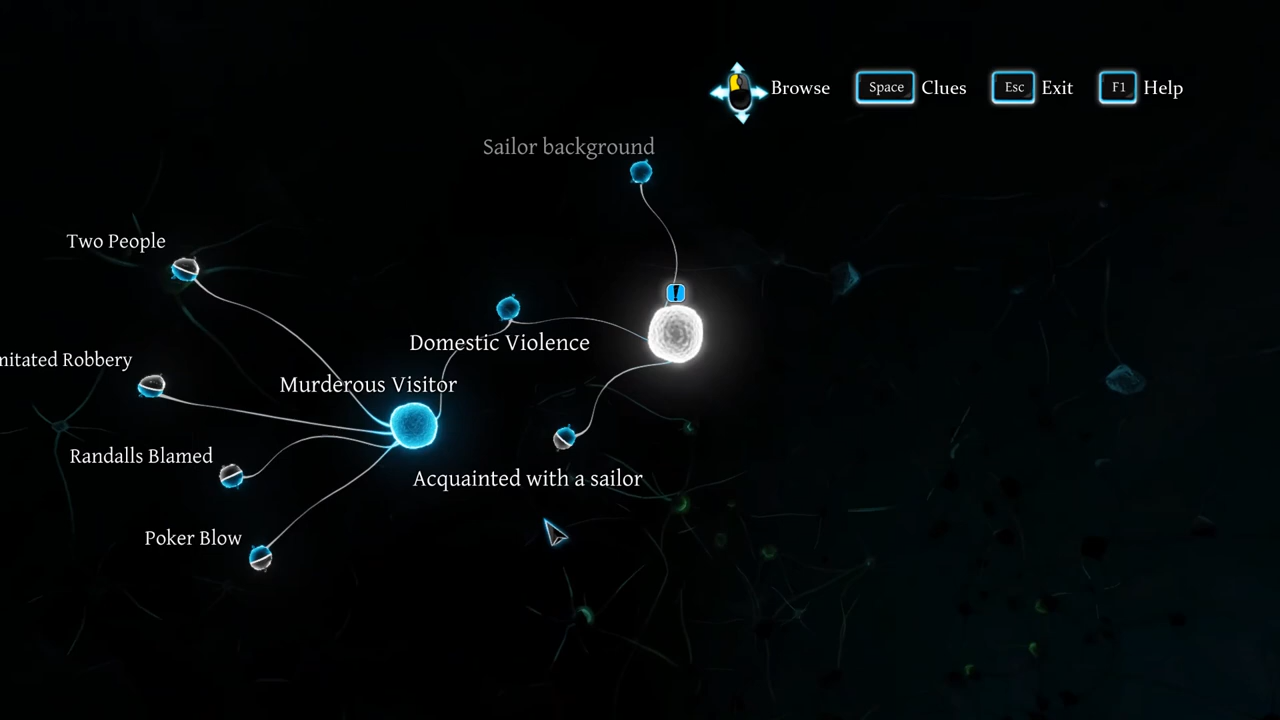 Browse
Space
Clues
Esc
Exit
F1
Help
Sailor background
Two People
Domestic Violence
mitated Robbery
Murderous Visitor
Randalls Blamed
Acquainted with a sailor
Poker Blow